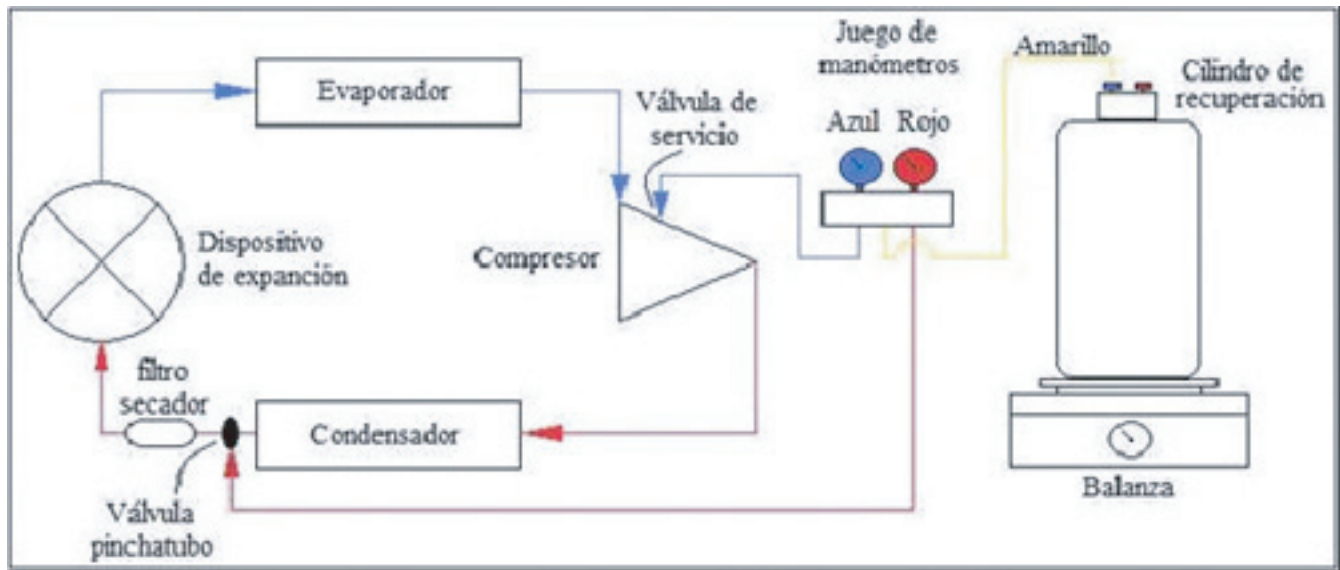 Evaporador
Válvula de
servicio
Juego de
manómetros
Azul Rojo
Amarillo
Cilindro de
recuperación
Dispositivo
de expanción
Compresor
filtro
secador
Condensador
Válvula
pinchatubo
Balanza